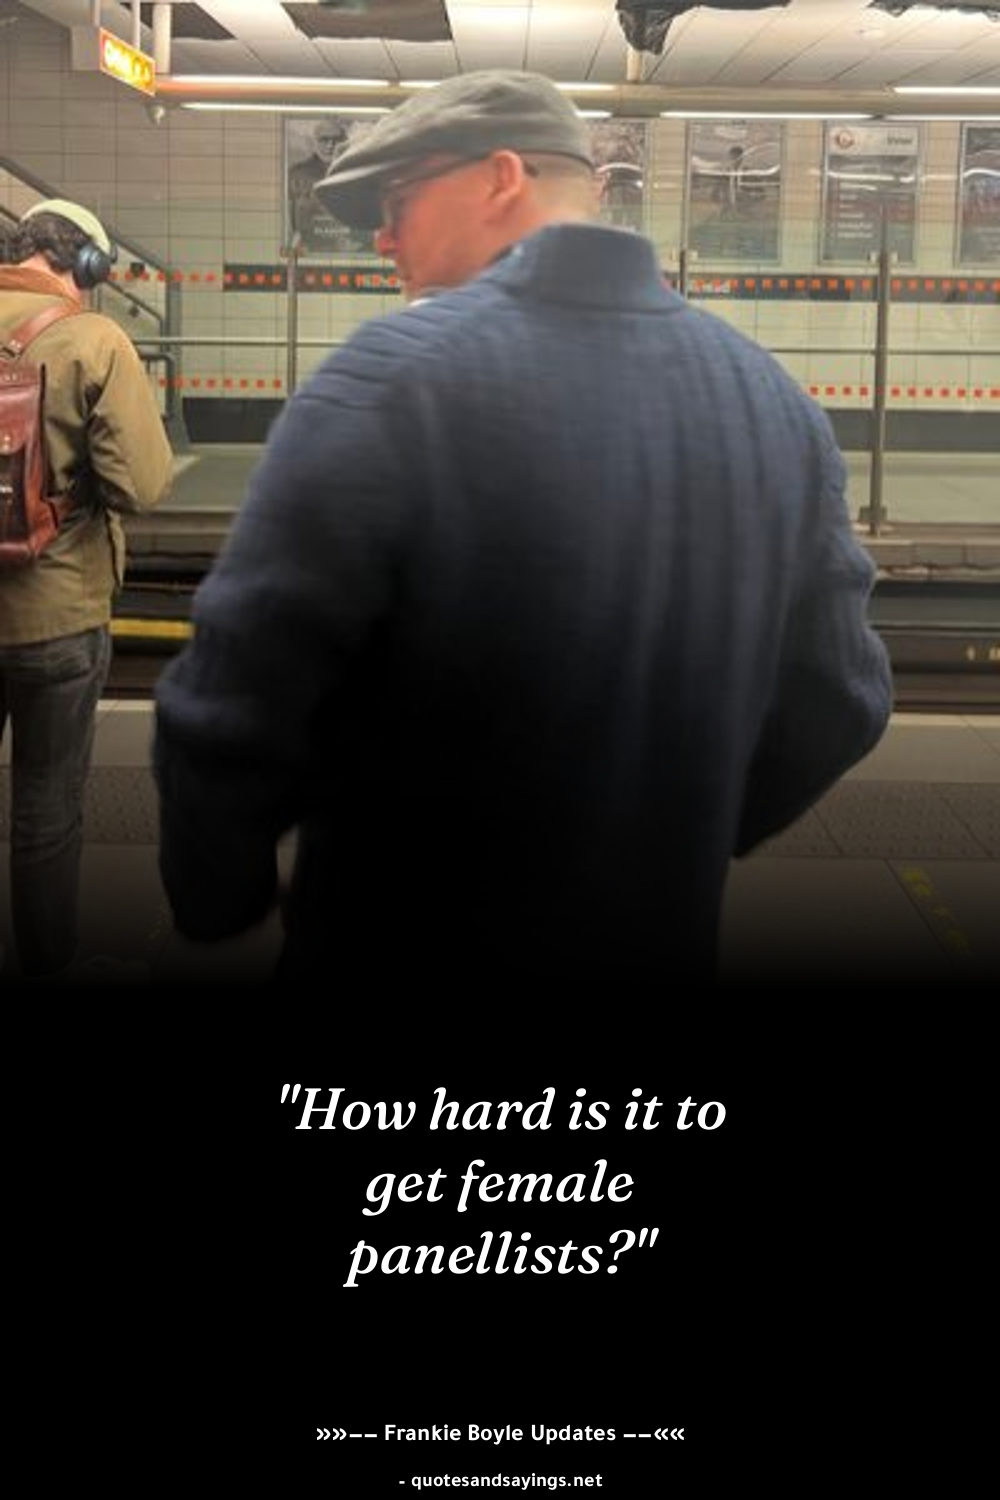 "How hard is it to
get female
panellists?"
»»–– Frankie Boyle Updates ––««
- quotesandsayings.net